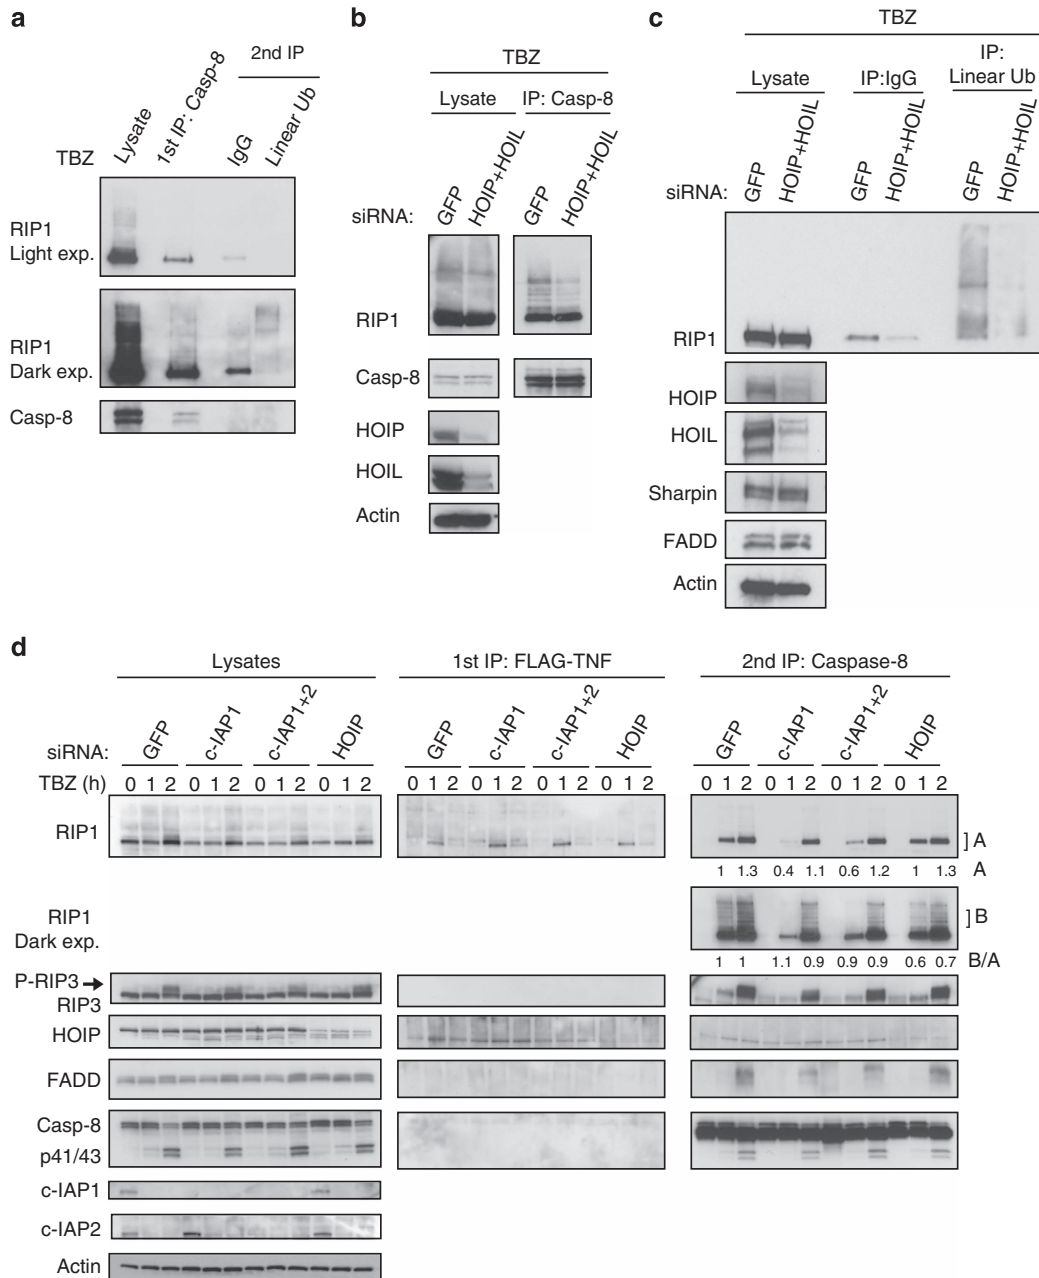 a
2nd IP
Lysate
1st IP: Casp-8
IgG
Linear Ub
TBZ
RIP1
Light exp.
RIP1
Dark exp.
Casp-8
b
TBZ
Lysate
IP: Casp-8
siRNA:
GFP
HOIP+HOIL
GFP
HOIP+HOIL
RIP1
Casp-8
HOIP
HOIL
Actin
c
TBZ
Lysate
IP:IgG
IP:
Linear Ub
siRNA:
GFP
HOIP+HOIL
GFP
HOIP+HOIL
GFP
HOIP+HOIL
RIP1
HOIP
HOIL
Sharpin
FADD
Actin
d
Lysates
1st IP: FLAG-TNF
2nd IP: Caspase-8
siRNA:
GFP
c-IAP1
c-IAP1+2
HOIP
GFP
c-IAP1
c-IAP1+2
HOIP
GFP
c-IAP1
c-IAP1+2
HOIP
TBZ (h) 0 1 2 0 1 2 0 1 2 0 1 2 0 1 2 0 1 2 0 1 2 0 1 2 0 1 2 0 1 2 0 1 2 0 1 2
RIP1
] A
1 1.3 0.4 1.1 0.6 1.2 1 1.3 A
RIP1
Dark exp.
] B
1 1 1.1 0.9 0.9 0.9 0.6 0.7 B/A
P-RIP3
RIP3
HOIP
FADD
Casp-8
p41/43
c-IAP1
c-IAP2
Actin